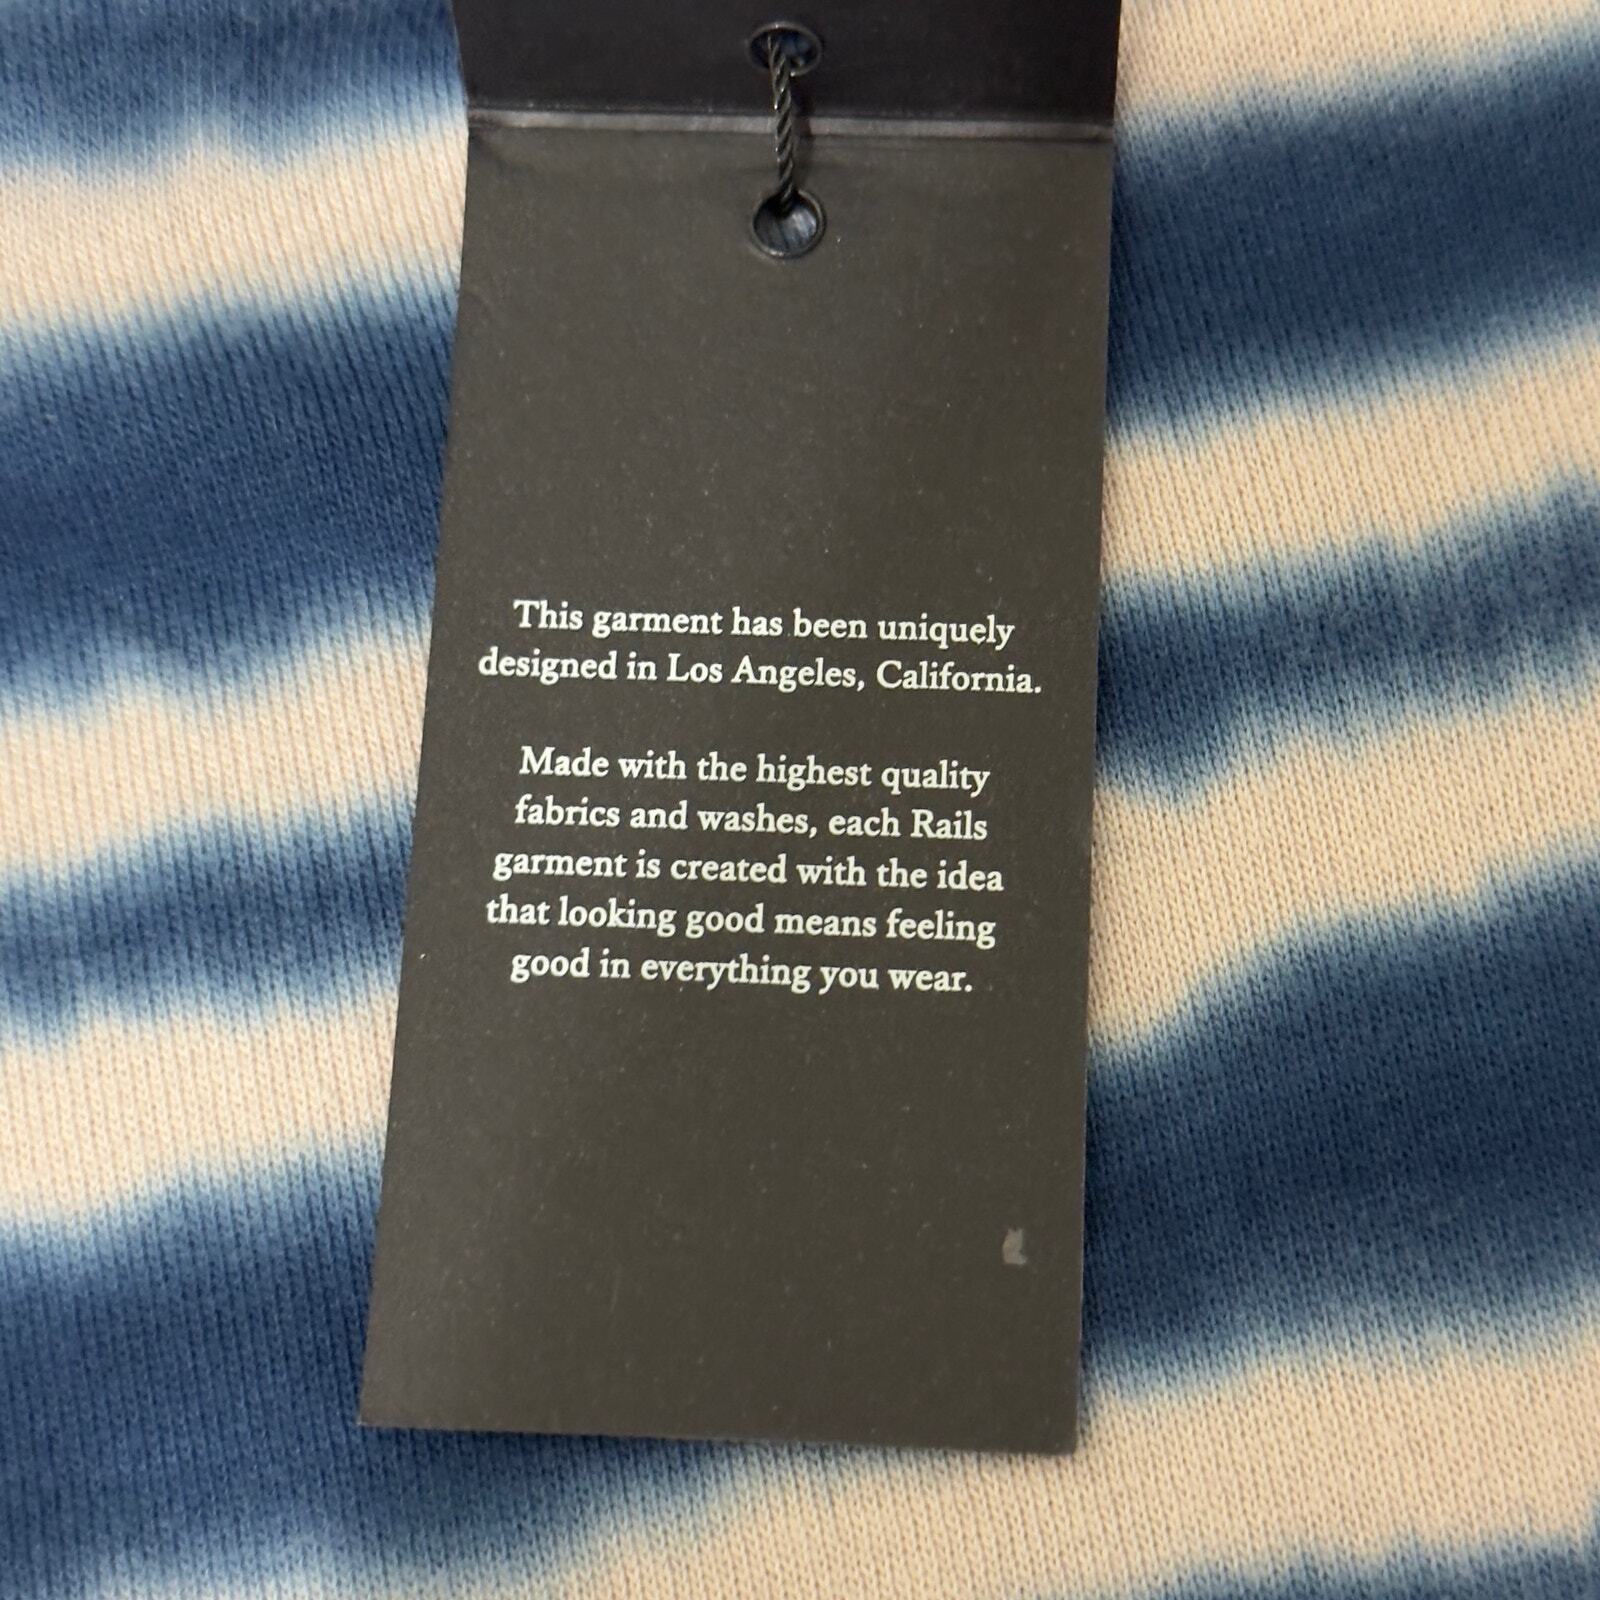 This garment has been uniquely
designed in Los Angeles, California.
Made with the highest quality
fabrics and washes, each Rails
garment is created with the idea
that looking good means feeling
good in everything you wear.